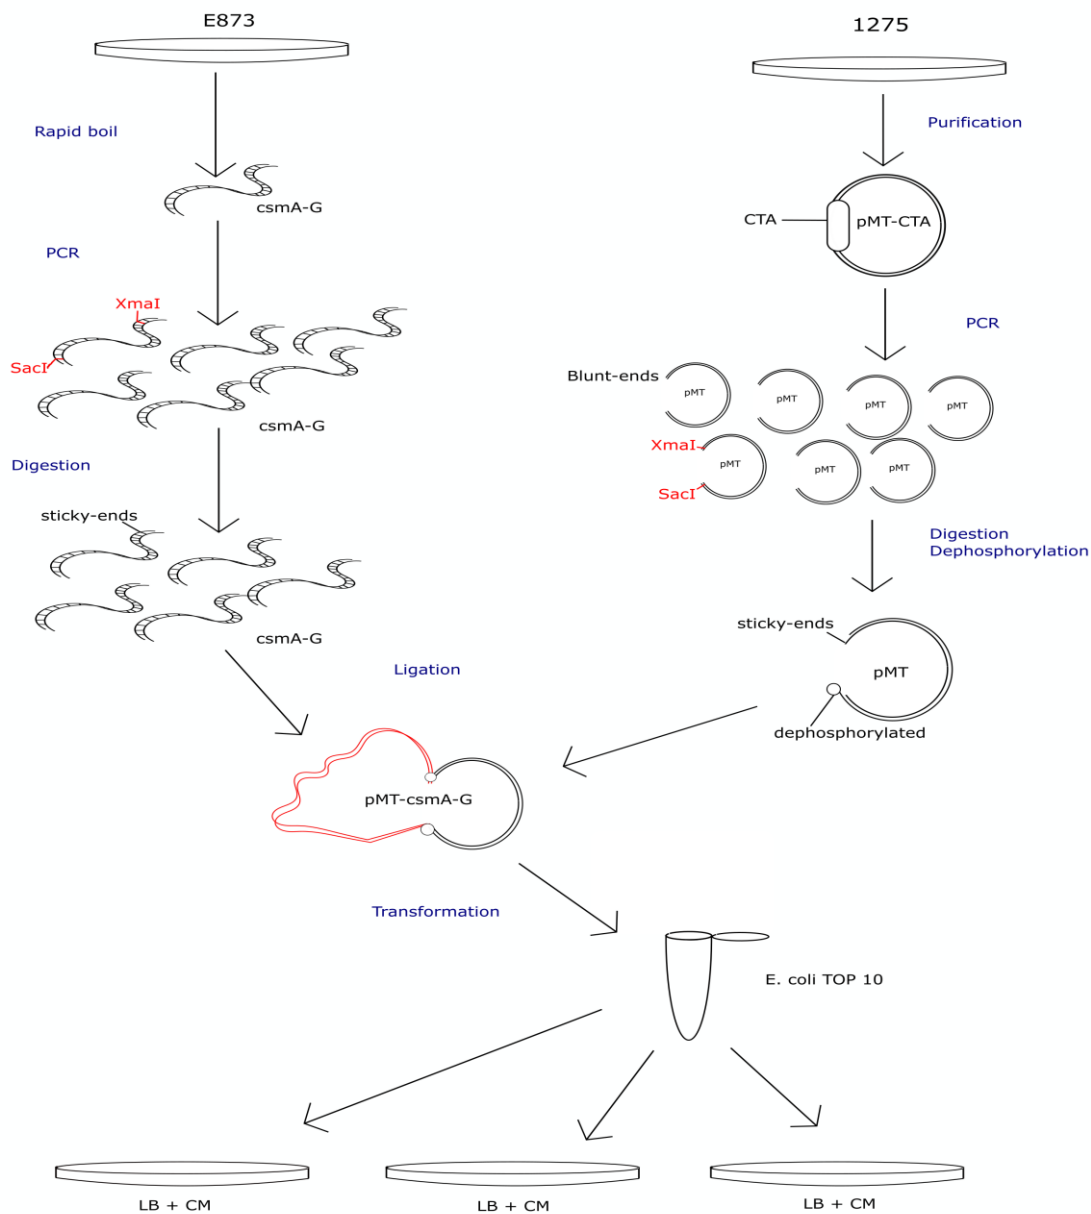 E873
1275
Rapid boil
Purification
csmA-G
CTA
pMT-CTA
PCR
PCR
XmaI
SacI
csmA-G
Blunt-ends
pMT
pMT
pMT
pMT
XmaI
pMT
pMT
pMT
SacI
Digestion
sticky-ends
csmA-G
Digestion
Dephosphorylation
sticky-ends
pMT
dephosphorylated
Ligation
pMT-csmA-G
Transformation
E. coli TOP 10
LB + CM
LB + CM
LB + CM